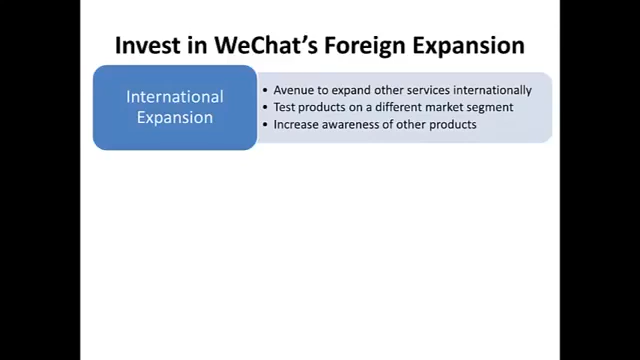 Invest in WeChat's Foreign Expansion
International
Expansion
• Avenue to expand other services internationally
• Test products on a different market segment
• Increase awareness of other products